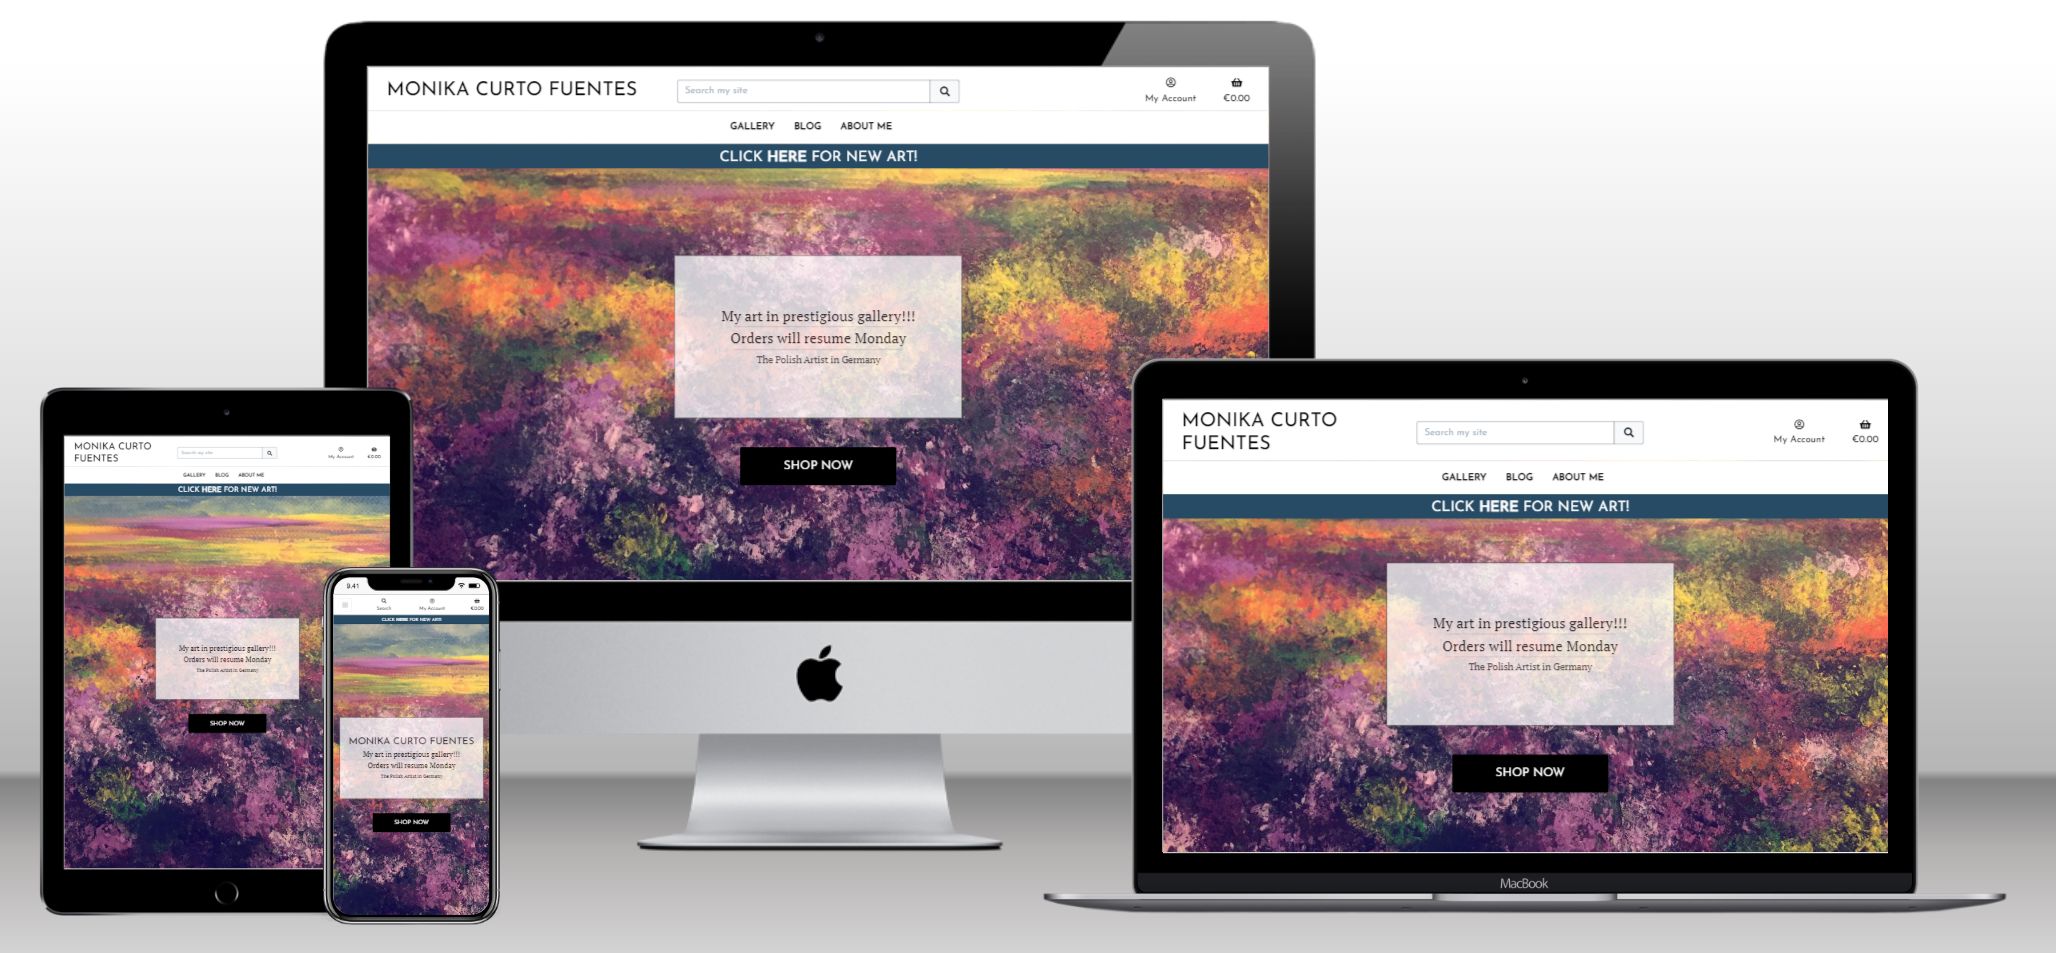 MONIKA CURTO FUENTES
Search my site
My Account
€0.00
GALLERY BLOG ABOUT ME
CLICK HERE FOR NEW ART!
My art in prestigious gallery!!!
Orders will resume Monday
The Polish Artist in Germany
SHOP NOW
MONIKA CURTO
FUENTES
Search my site
My Account
€0.00
GALLERY BLOG ABOUT ME
CLICK HERE FOR NEW ART!
My art in prestigious gallery!!!
Orders will resume Monday
The Polish Artist in Germany
SHOP NOW
9.41
Search
My Account
€0.00
CLICK HERE FOR NEW ART!
MONIKA CURTO FUENTES
My art in prestigious gallery!!!
Orders will resume Monday
The Polish Artist in Germany
SHOP NOW
MONIKA CURTO
FUENTES
Search my site
My Account
€0.00
GALLERY BLOG ABOUT ME
CLICK HERE FOR NEW ART!
My art in prestigious gallery!!!
Orders will resume Monday
The Polish Artist in Germany
SHOP NOW
MacBook